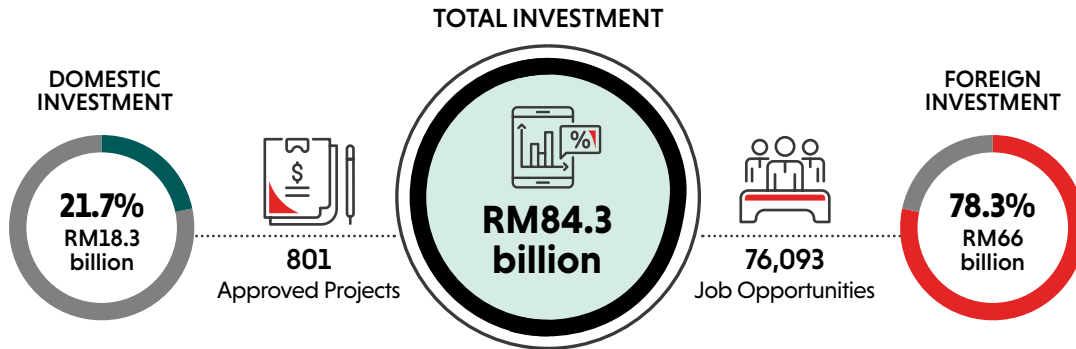 TOTAL INVESTMENT
DOMESTIC
INVESTMENT
21.7%
RM18.3
billion
$
801
Approved Projects
%
RM84.3
billion
76,093
Job Opportunities
FOREIGN
INVESTMENT
78.3%
RM66
billion